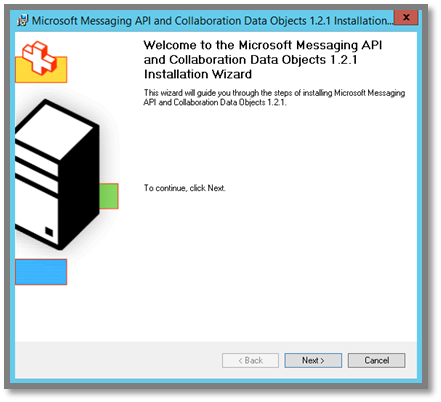 Microsoft Messaging API and Collaboration Data Objects 1.2.1 Installation...
Welcome to the Microsoft Messaging API
and Collaboration Data Objects 1.2.1
Installation Wizard
This wizard will guide you through the steps of installing Microsoft Messaging
API and Collaboration Data Objects 1.2.1.
To continue, click Next.
< Back
Next >
Cancel